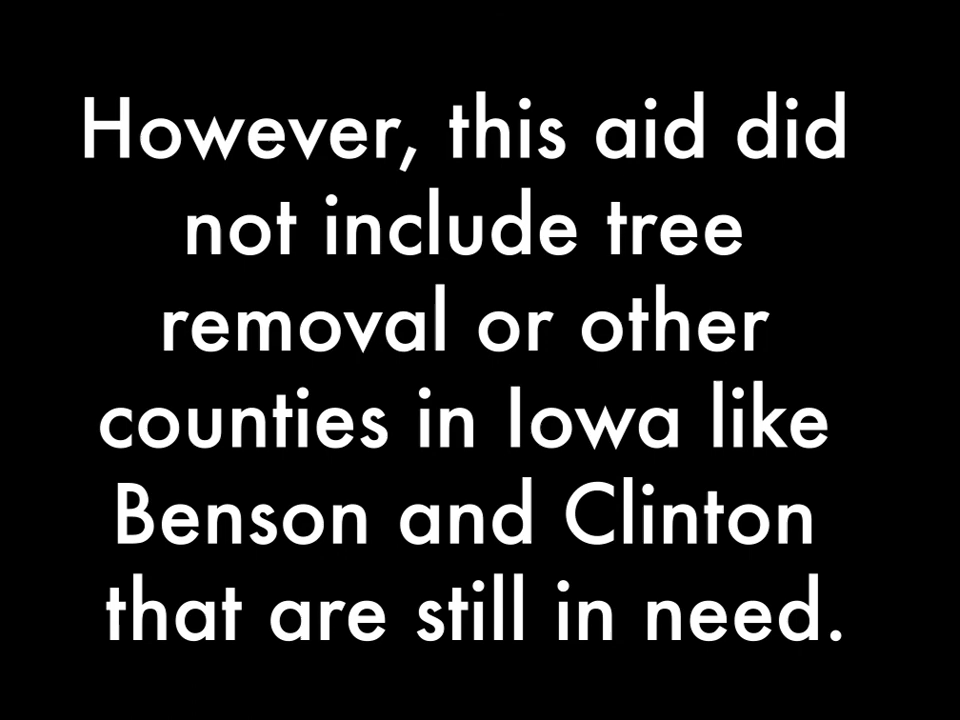 However, this aid did
not include tree
removal or other
counties in Iowa like
Benson and Clinton
that are still in need.